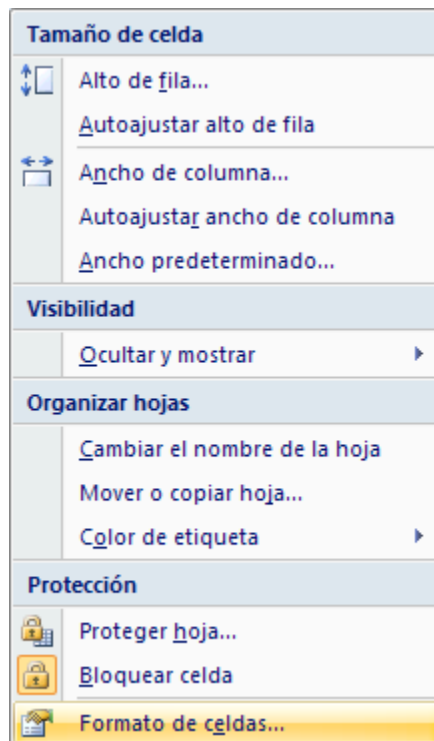 Tamaño de celda
Alto de fila...
Autoajustar alto de fila
Ancho de columna...
Autoajustar ancho de columna
Ancho predeterminado...
Visibilidad
Ocultar y mostrar
Organizar hojas
Cambiar el nombre de la hoja
Mover o copiar hoja...
Color de etiqueta
Protección
Proteger hoja...
Bloquear celda
Formato de celdas...